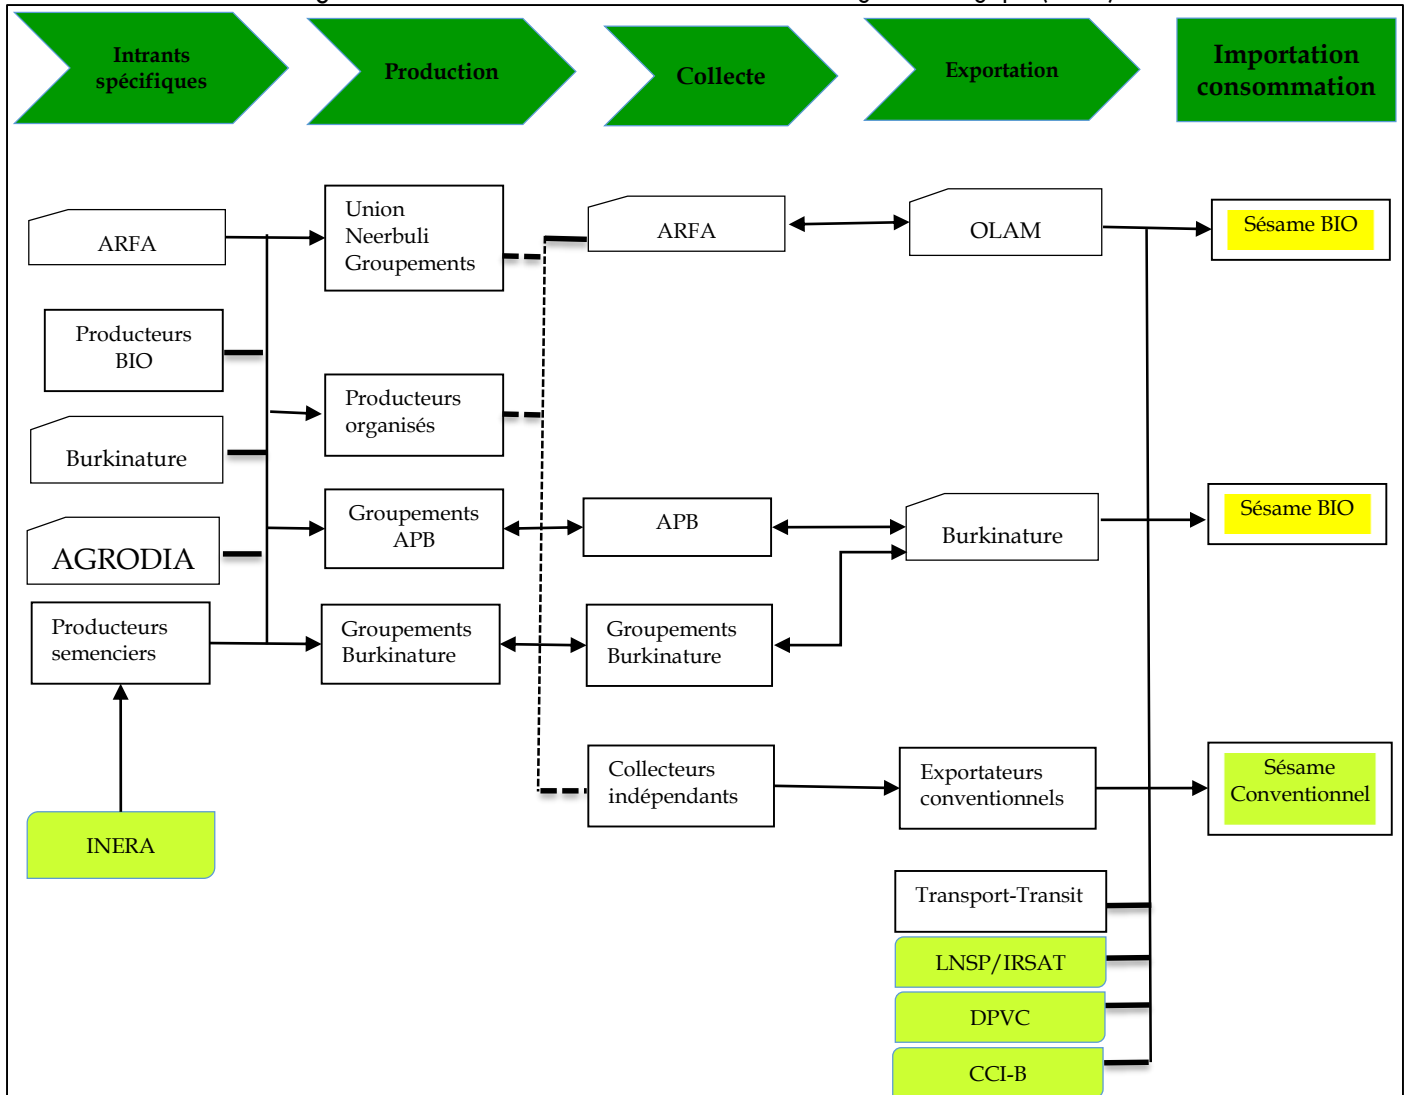 Intrants
spécifiques
Production
Collecte
Exportation
Importation
consommation
ARFA
Union
Neerbuli
Groupements
ARFA
OLAM
Sésame BIO
Producteurs
BIO
Producteurs
organisés
Burkinature
Groupements
APB
APB
Burkinature
Sésame BIO
AGRODIA
Producteurs
semenciers
Groupements
Burkinature
Groupements
Burkinature
Collecteurs
indépendants
Exportateurs
conventionnels
Sésame
Conventionnel
INERA
Transport-Transit
LNSP/IRSAT
DPVC
CCI-B